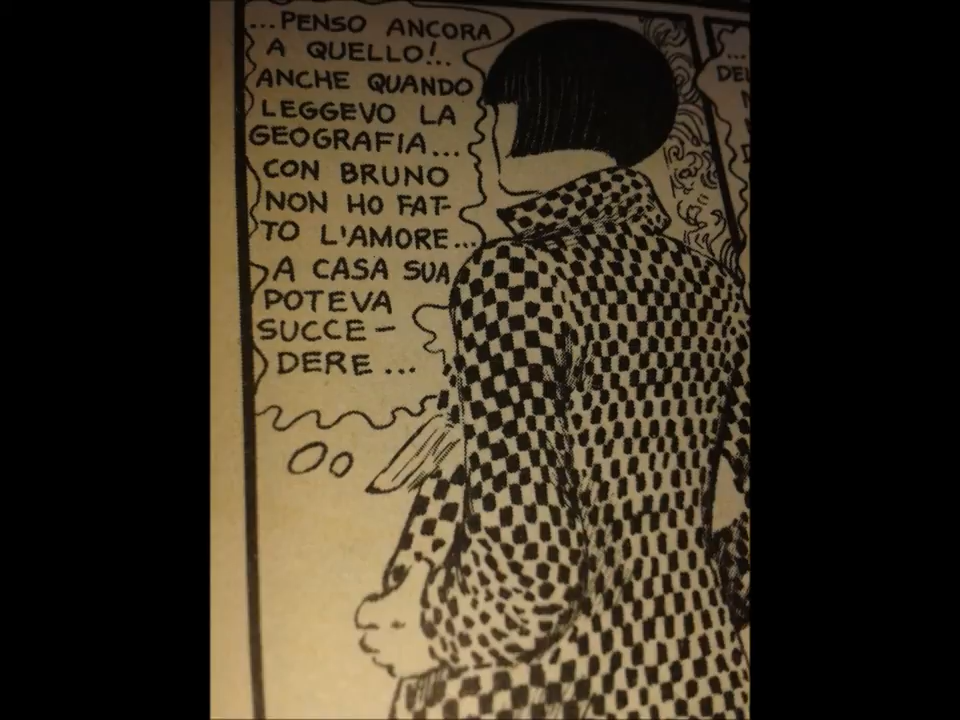 ...PENSO ANCORA
A QUELLO!..
ANCHE QUANDO
LEGGEVO LA
GEOGRAFIA...
CON BRUNO
NON HO FAT-
TO L'AMORE...
A CASA SUA
POTEVA
SUCCE-
DERE...
...